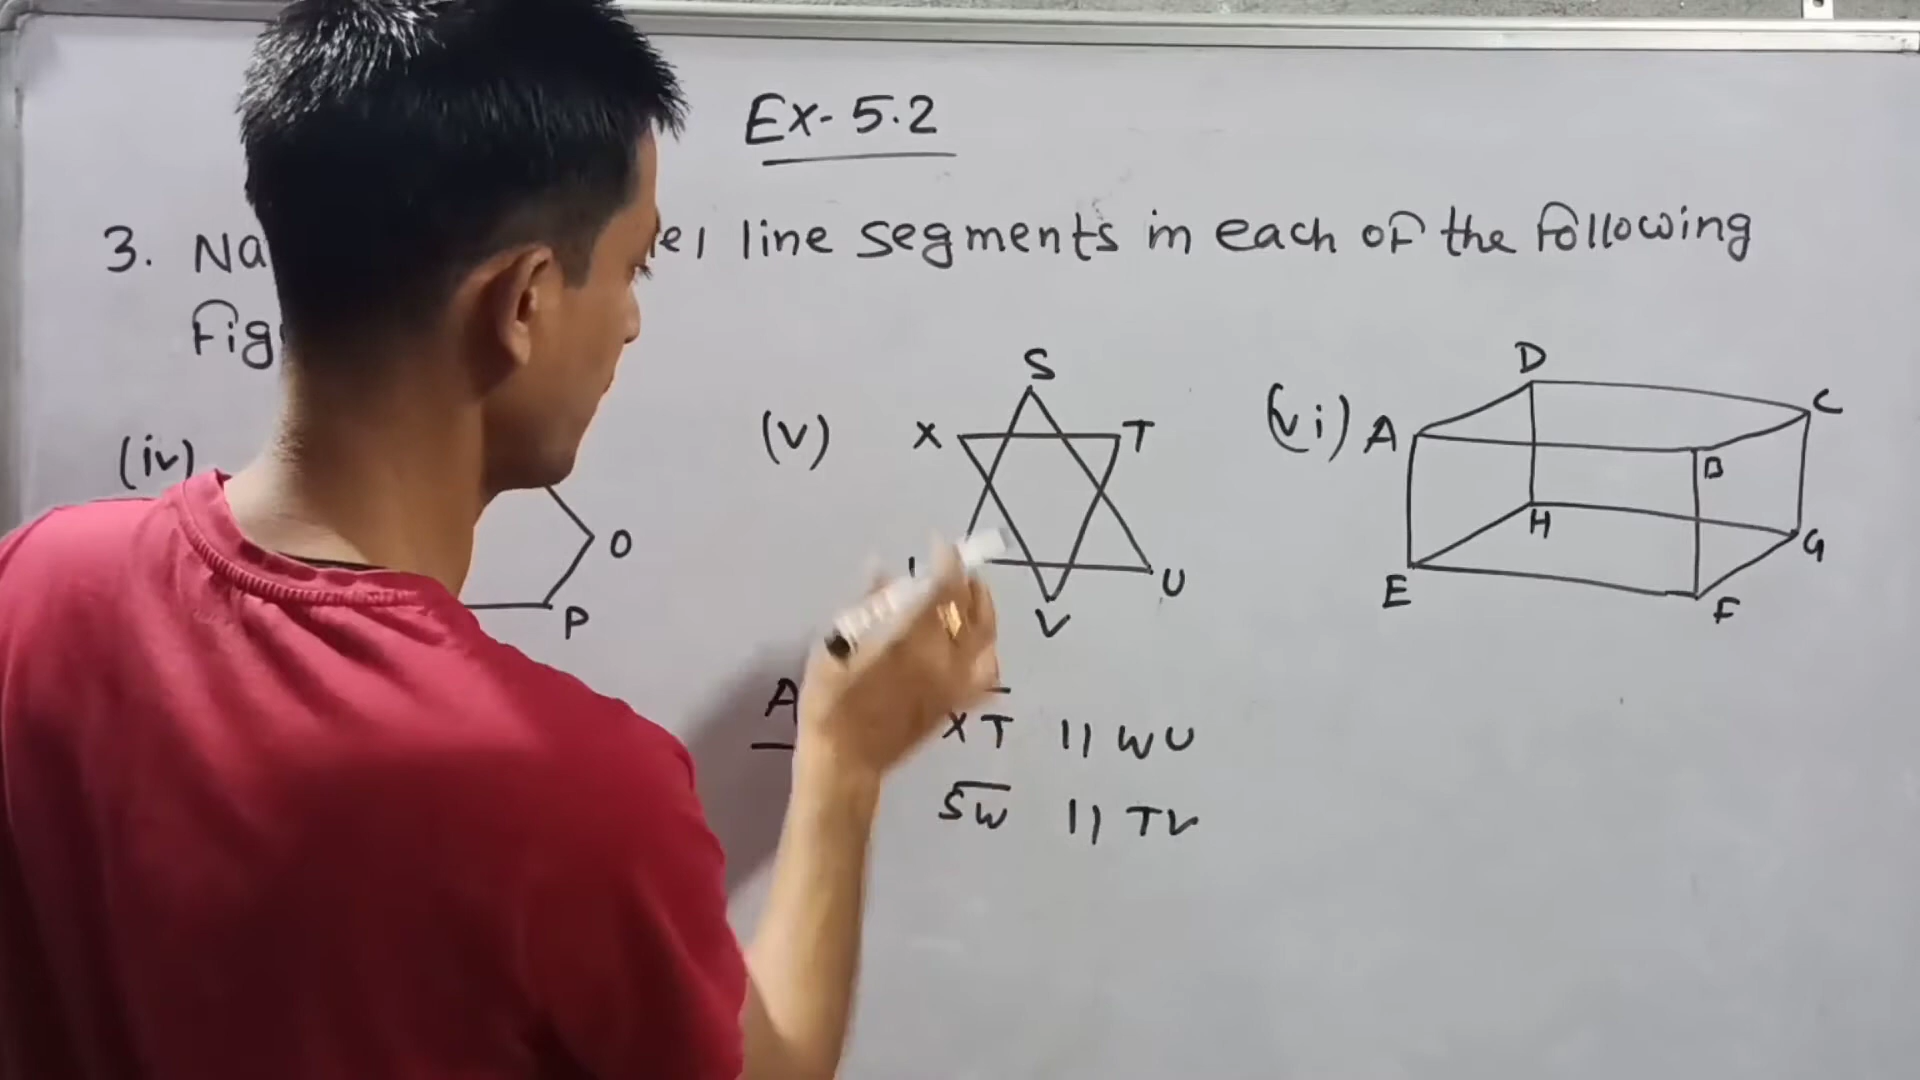 Ex- 5.2
3. Na line segments in each of the following
Fig
(iv) O P
(v) S X T U V
(vi) A D C B H G E F
A
XT || WU
SW || TV